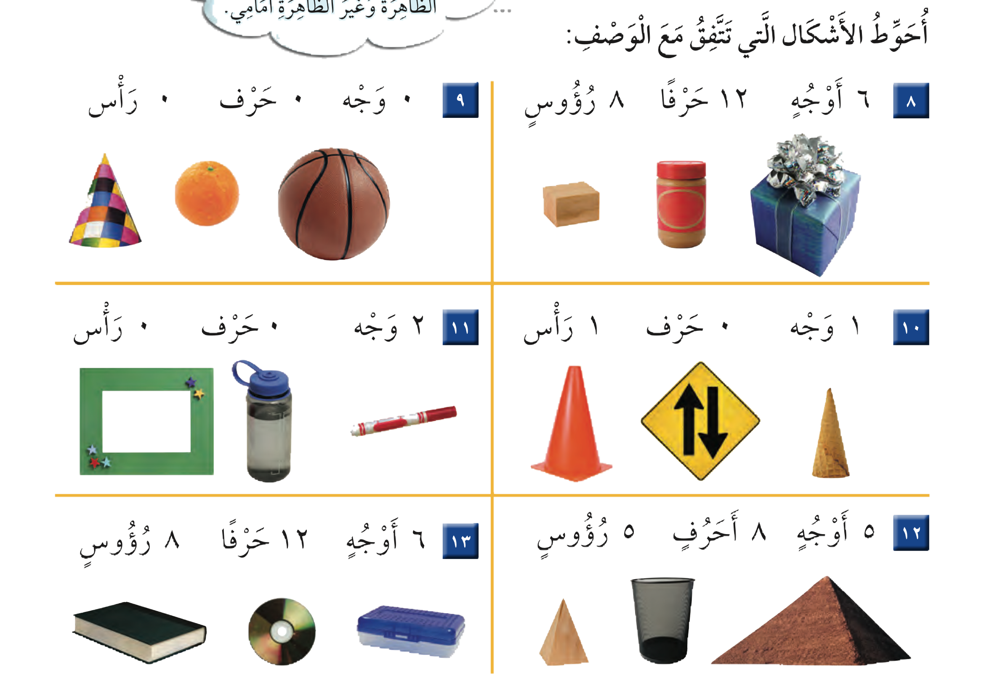 الظَّاهِرَةَ وَغَيْرَ الظَّاهِرَةِ أَمَامِي.
...
أُحَوِّطُ الأَشْكَال الَّتي تَتَّفِقُ مَعَ الْوَصْفِ:
٨ ٦ أَوْجُهٍ ١٢ حَرْفًا ٨ رُؤُوسٍ
٩ ٠ وَجْه ٠ حَرْف ٠ رَأْس
١٠ ١ وَجْه ٠ حَرْف ١ رَأْس
١١ ٢ وَجْه ٠ حَرْف ٠ رَأْس
١٢ ٥ أَوْجُهٍ ٨ أَحَرُفٍ ٥ رُؤُوسٍ
١٣ ٦ أَوْجُهٍ ١٢ حَرْفًا ٨ رُؤُوسٍ